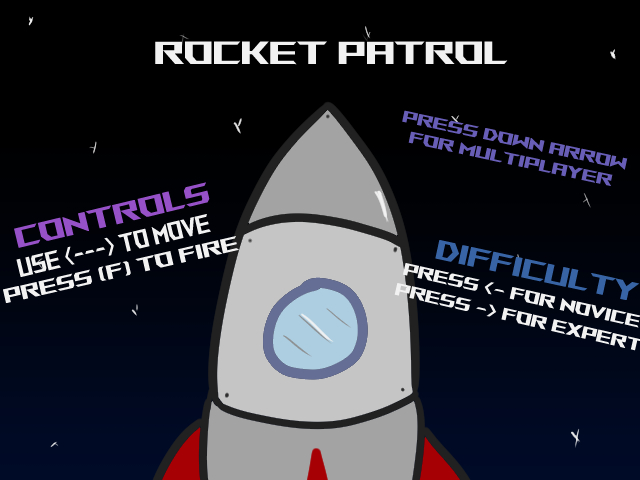 ROCKET PATROL
PRESS DOWN ARROW
FOR MULTIPLAYER
CONTROLS
USE <---> TO MOVE
PRESS (F) TO FIRE
DIFFICULTY
PRESS <- FOR NOVICE
PRESS -> FOR EXPERT